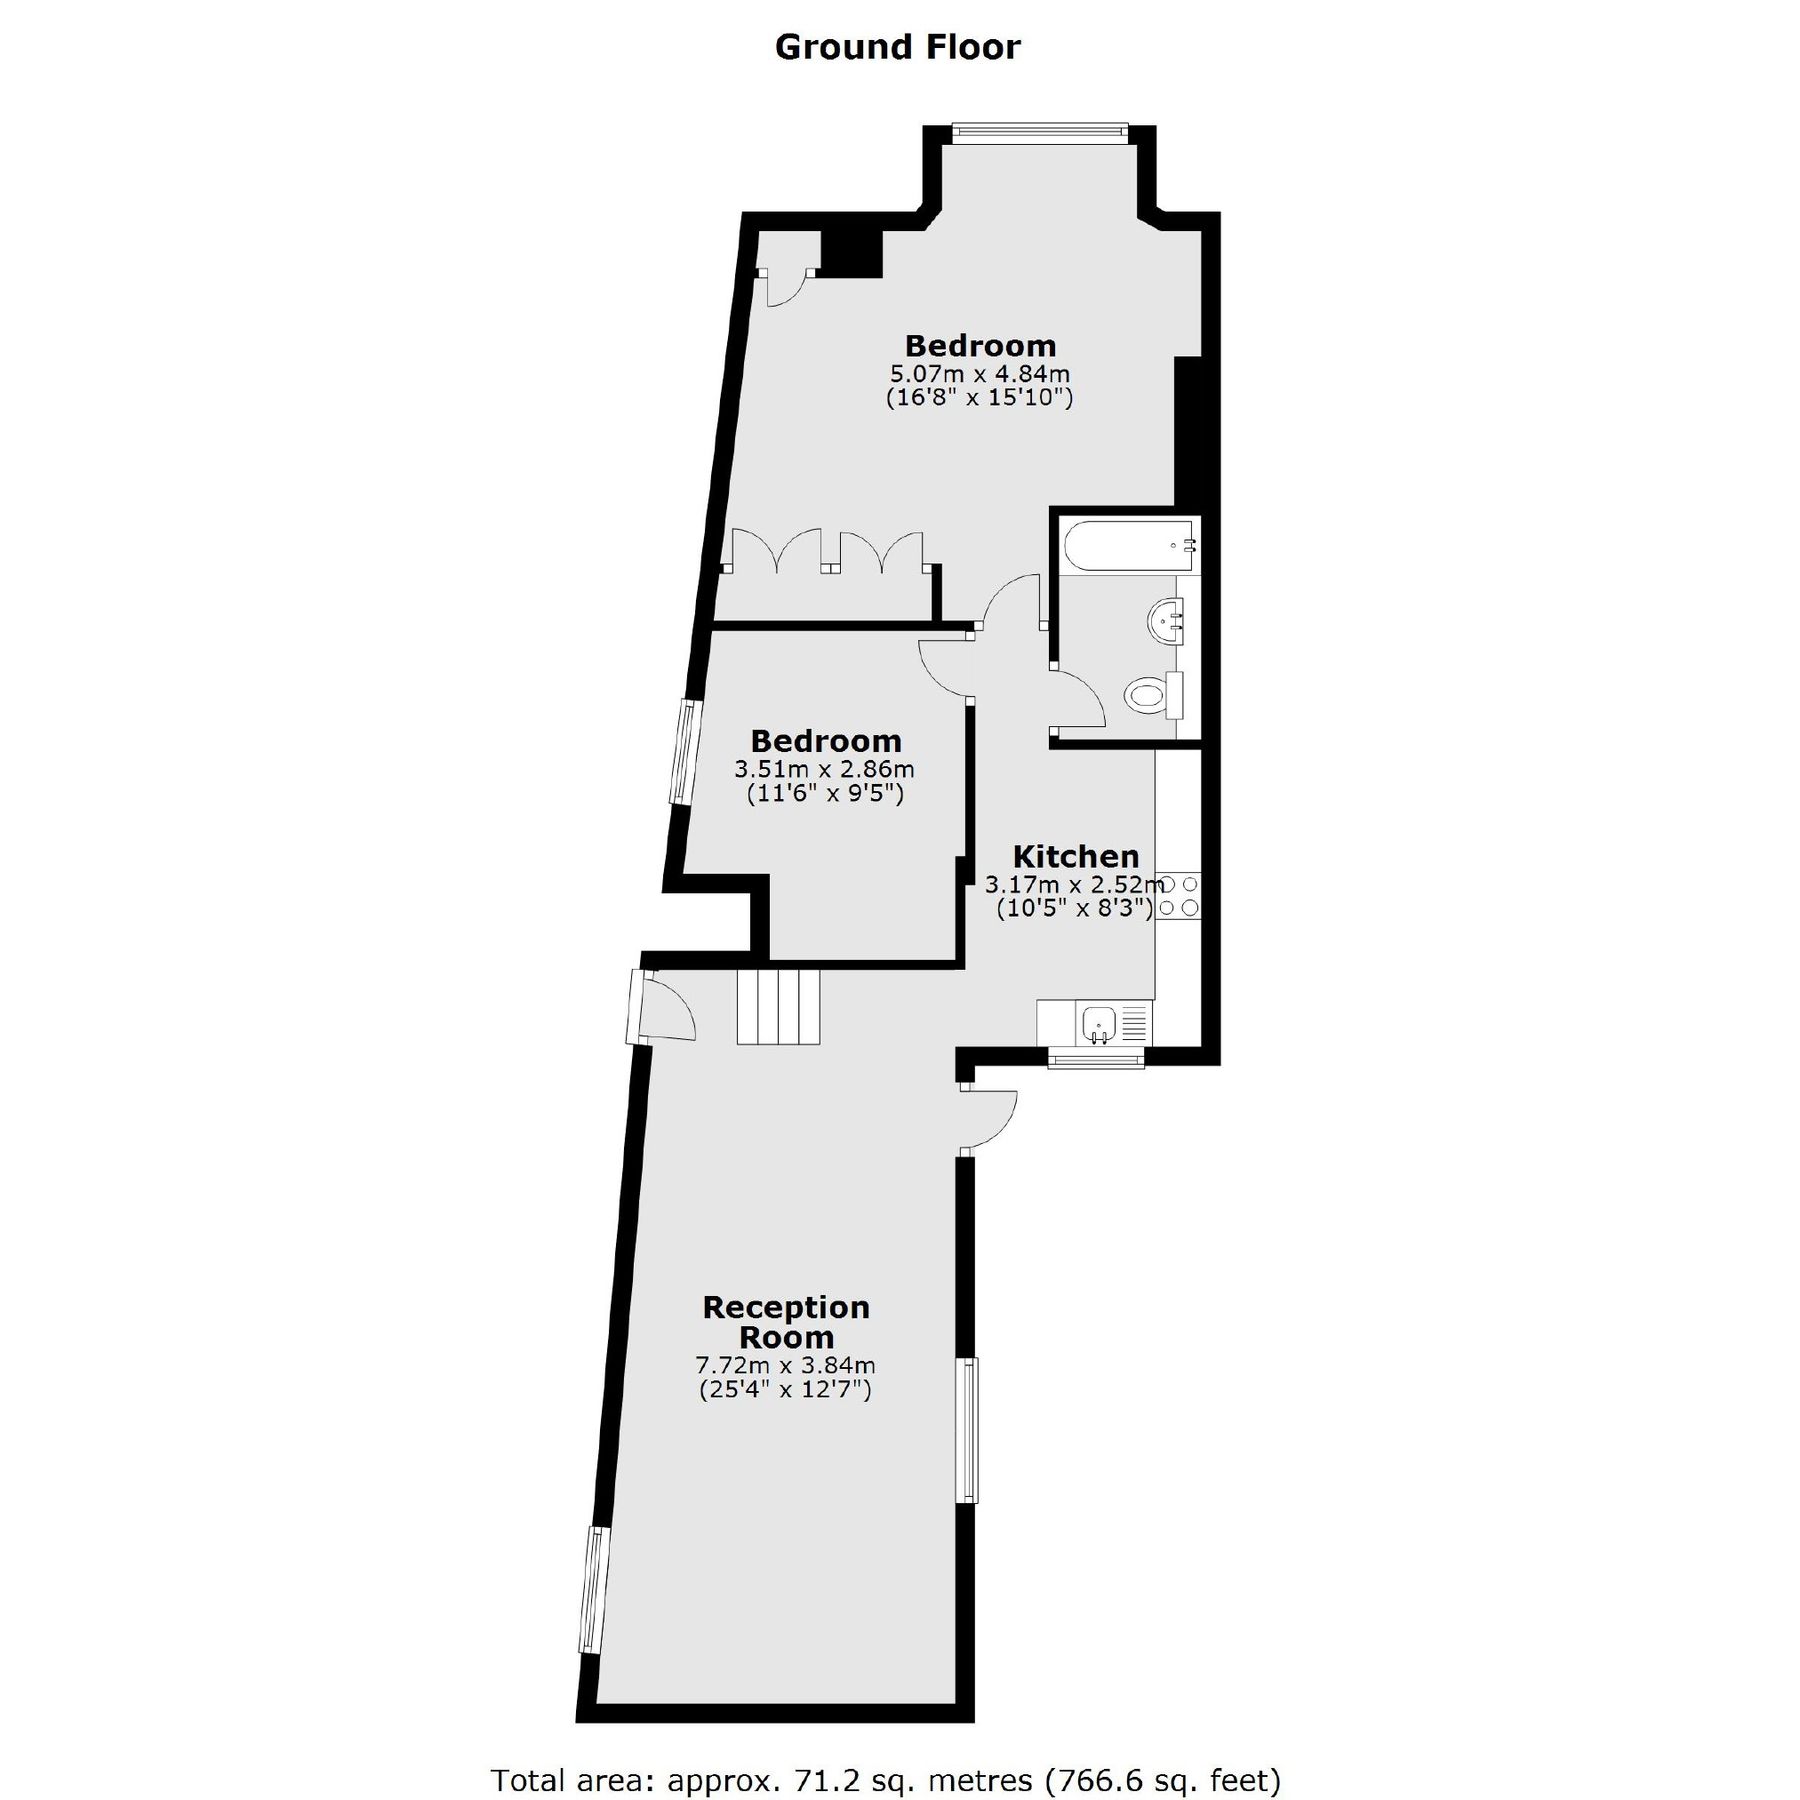 Ground Floor
Bedroom
5.07m x 4.84m
(16'8" x 15'10")
Bedroom
3.51m x 2.86m
(11'6" x 9'5")
Kitchen
3.17m x 2.52m
(10'5" x 8'3")
Reception
Room
7.72m x 3.84m
(25'4" x 12'7")
Total area: approx. 71.2 sq. metres (766.6 sq. feet)